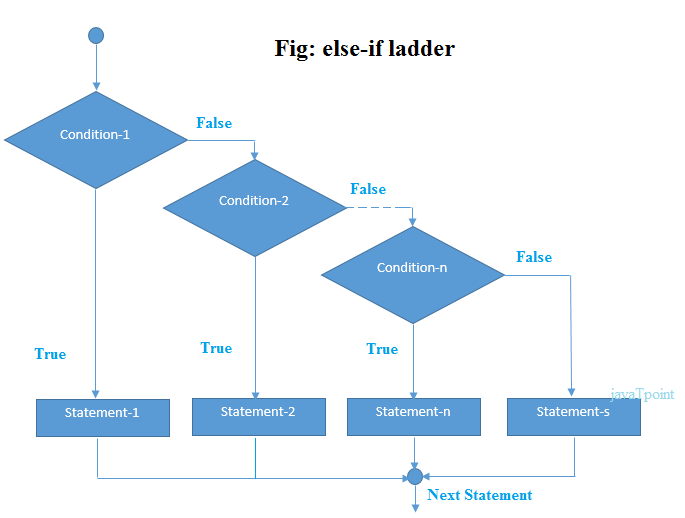 Fig: else-if ladder
Condition-1
False
Condition-2
False
Condition-n
False
True
True
True
javaTpoint
Statement-1
Statement-2
Statement-n
Statement-s
Next Statement